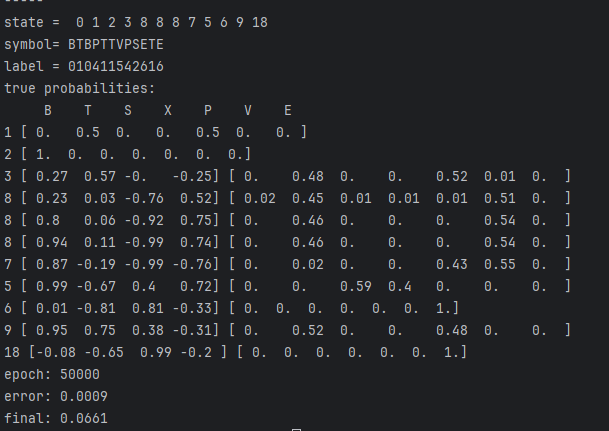 -----
state =  0 1 2 3 8 8 8 7 5 6 9 18
symbol= BTBPTTVPSETE
label = 010411542616
true probabilities:
     B    T    S    X    P    V    E
1 [ 0.   0.5  0.   0.   0.5  0.   0. ]
2 [ 1.  0.  0.  0.  0.  0.  0.]
3 [ 0.27  0.57 -0.   -0.25] [ 0.    0.48  0.    0.    0.52  0.01  0.  ]
8 [ 0.23  0.03 -0.76  0.52] [ 0.02  0.45  0.01  0.01  0.01  0.51  0.  ]
8 [ 0.8   0.06 -0.92  0.75] [ 0.    0.46  0.    0.    0.    0.54  0.  ]
8 [ 0.94  0.11 -0.99  0.74] [ 0.    0.46  0.    0.    0.    0.54  0.  ]
7 [ 0.87 -0.19 -0.99 -0.76] [ 0.    0.02  0.    0.    0.43  0.55  0.  ]
5 [ 0.99 -0.67  0.4   0.72] [ 0.    0.    0.59  0.4   0.    0.    0.  ]
6 [ 0.01 -0.81  0.81 -0.33] [ 0.  0.  0.  0.  0.  0.  1.]
9 [ 0.95  0.75  0.38 -0.31] [ 0.    0.52  0.    0.    0.48  0.    0.  ]
18 [-0.08 -0.65  0.99 -0.2 ] [ 0.  0.  0.  0.  0.  0.  1.]
epoch: 50000
error: 0.0009
final: 0.0661